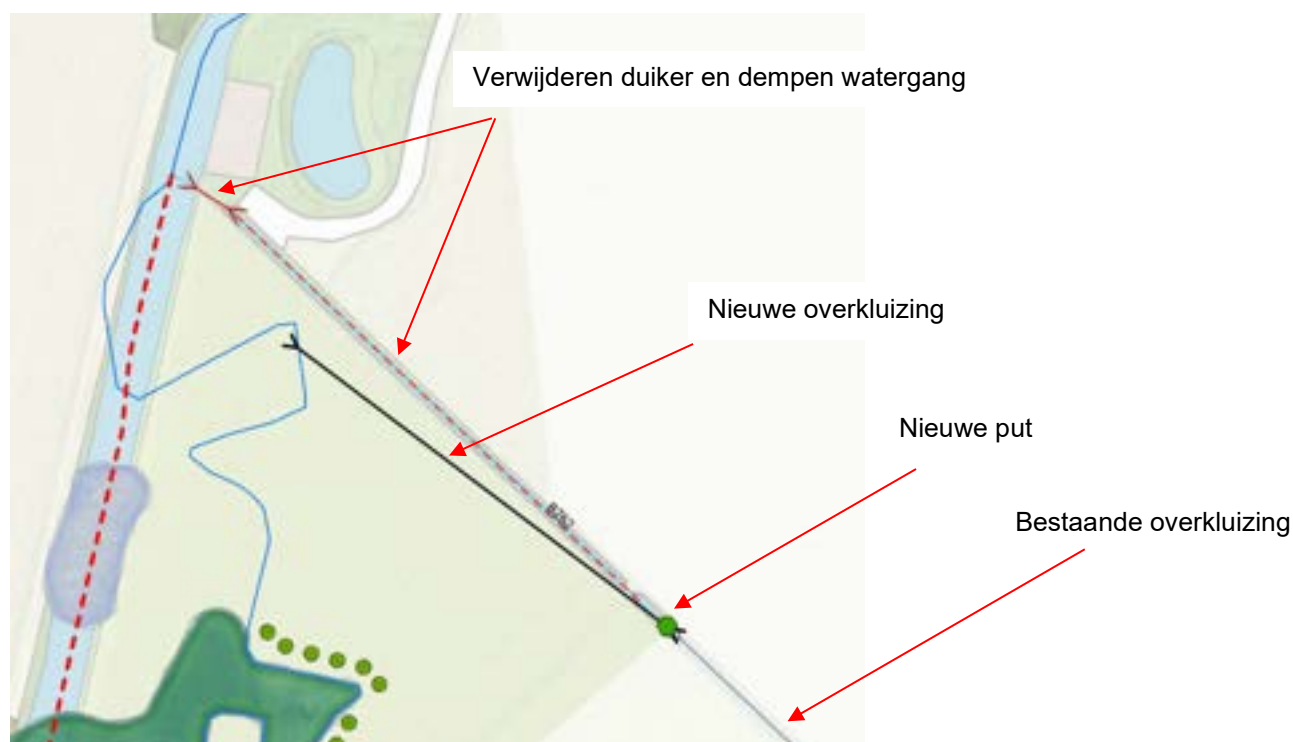 Verwijderen duiker en dempen watergang
Nieuwe overkluizing
Nieuwe put
Bestaande overkluizing